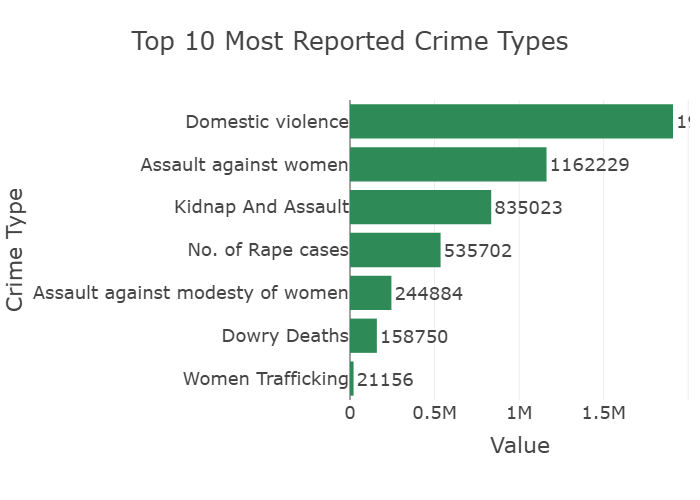 Top 10 Most Reported Crime Types
Crime Type
Domestic violence
Assault against women 1162229
Kidnap And Assault 835023
No. of Rape cases 535702
Assault against modesty of women 244884
Dowry Deaths 158750
Women Trafficking 21156
0 0.5M 1M 1.5M
Value